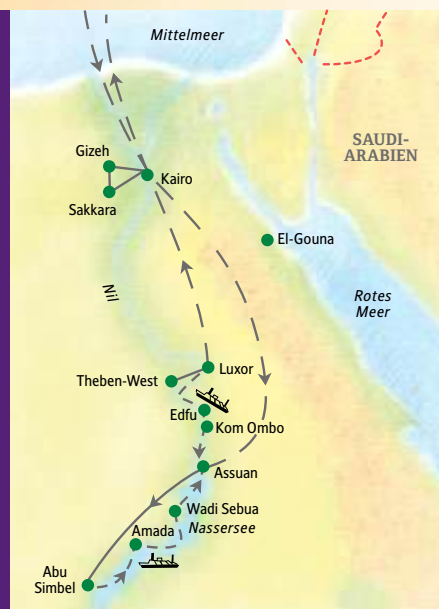 Mittelmeer
SAUDI-
ARABIEN
Gizeh
Kairo
Sakkara
El-Gouna
Nil
Rotes
Meer
Luxor
Theben-West
Edfu
Kom Ombo
Assuan
Wadi Sebua
Nassersee
Amada
Abu
Simbel